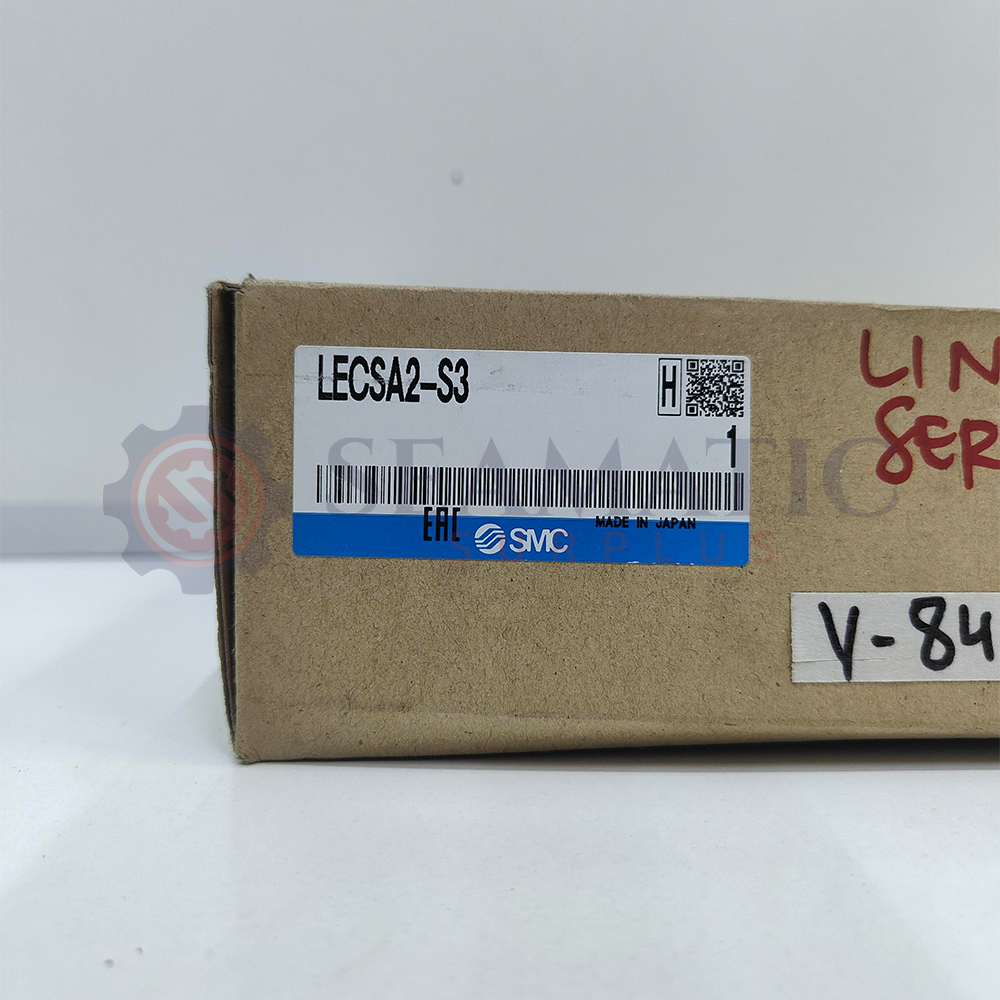 LECSA2-S3
H
1
EAC
SMC
MADE IN JAPAN
LIN
SER
V-84
SEAMATIC
SURPLUS